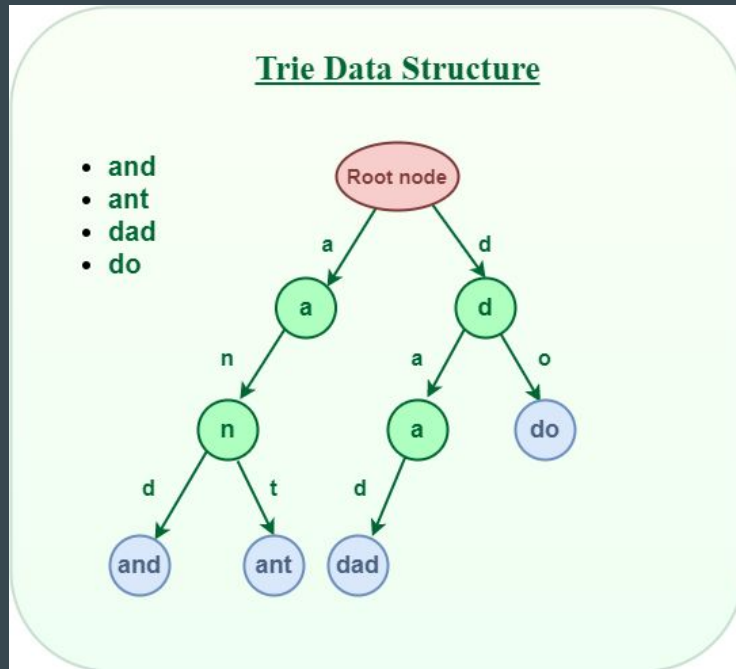 Trie Data Structure
• and
• ant
• dad
• do
Root node
a
d
a
d
n
a
o
n
a
do
d
t
d
and
ant
dad